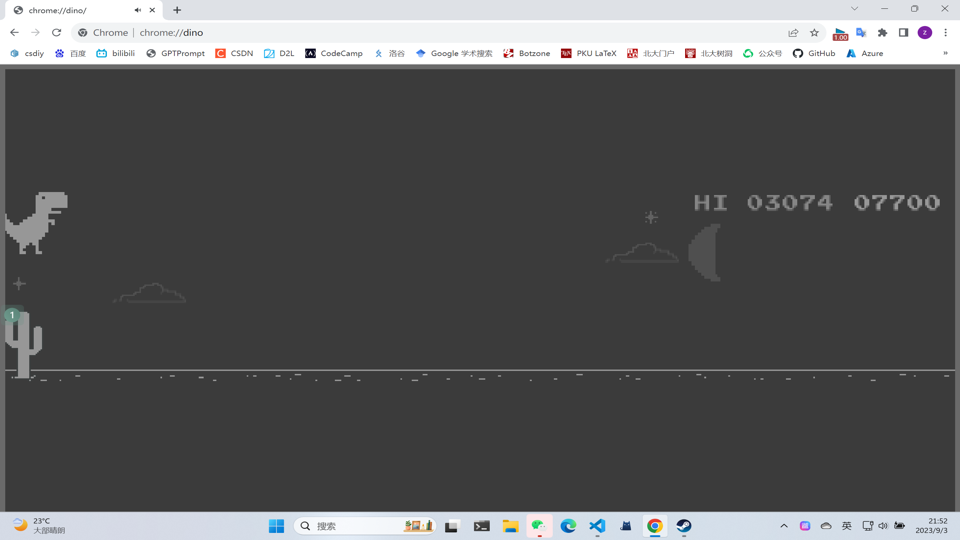 chrome://dino/
Chrome | chrome://dino
1.00
z
csdiy 百度 bilibili GPTPrompt CSDN D2L CodeCamp 洛谷 Google 学术搜索 Botzone PKU LaTeX 北大门户 北大树洞 公众号 GitHub Azure »
HI 03074 07700
1
23°C
大部晴朗
搜索
英
21:52
2023/9/3